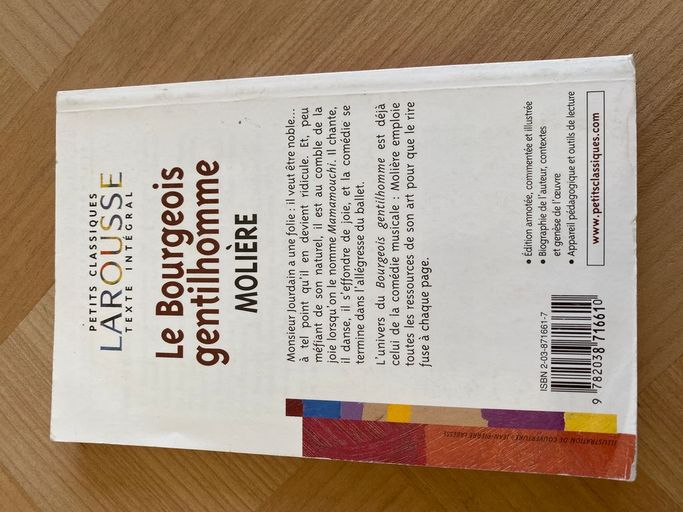 PETITS CLASSIQUES
LAROUSSE
TEXTE INTÉGRAL
Le Bourgeois
gentilhomme
MOLIÈRE
Monsieur Jourdain a une folie : il veut être noble...
à tel point qu'il en devient ridicule. Et, peu
méfiant de son naturel, il est au comble de la
joie lorsqu'on le nomme Mamamouchi. Il chante,
il danse, il s'effondre de joie, et la comédie se
termine dans l'allégresse du ballet.
L'univers du Bourgeois gentilhomme est déjà
celui de la comédie musicale : Molière emploie
toutes les ressources de son art pour que le rire
fuse à chaque page.
• Édition annotée, commentée et illustrée
• Biographie de l'auteur, contextes
et genèse de l'œuvre
• Appareil pédagogique et outils de lecture
www.petitsclassiques.com
ISBN 2-03-871661-7
9 782038 716610
ILLUSTRATION DE COUVERTURE : JEAN-PIERRE